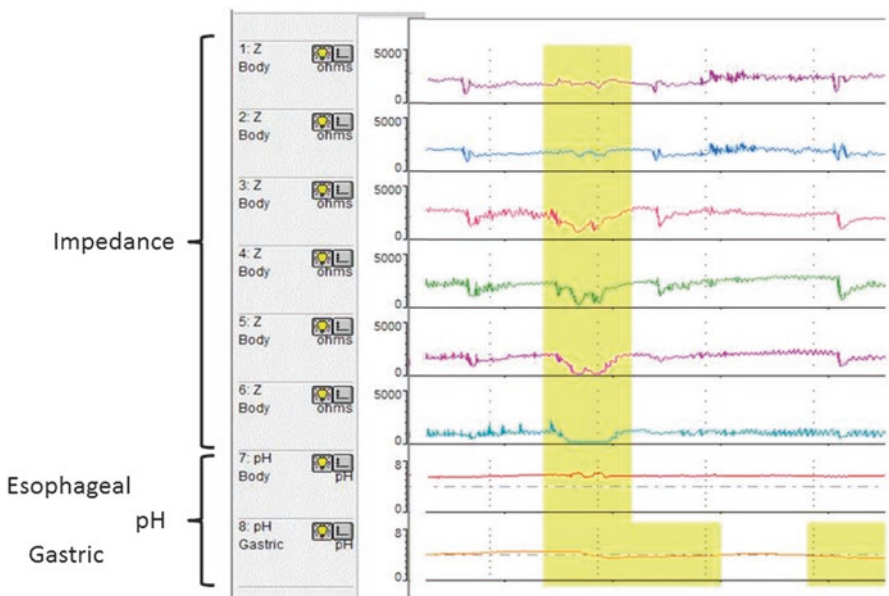 1: Z
Body ohms
5000
0.
2: Z
Body ohms
5000
0.
3: Z
Body ohms
5000
0.
Impedance
4: Z
Body ohms
5000
0.
5: Z
Body ohms
5000
0.
6: Z
Body ohms
5000
0.
7: pH
Body pH
8
0.
Esophageal
pH
8: pH
Gastric pH
8
0.
Gastric